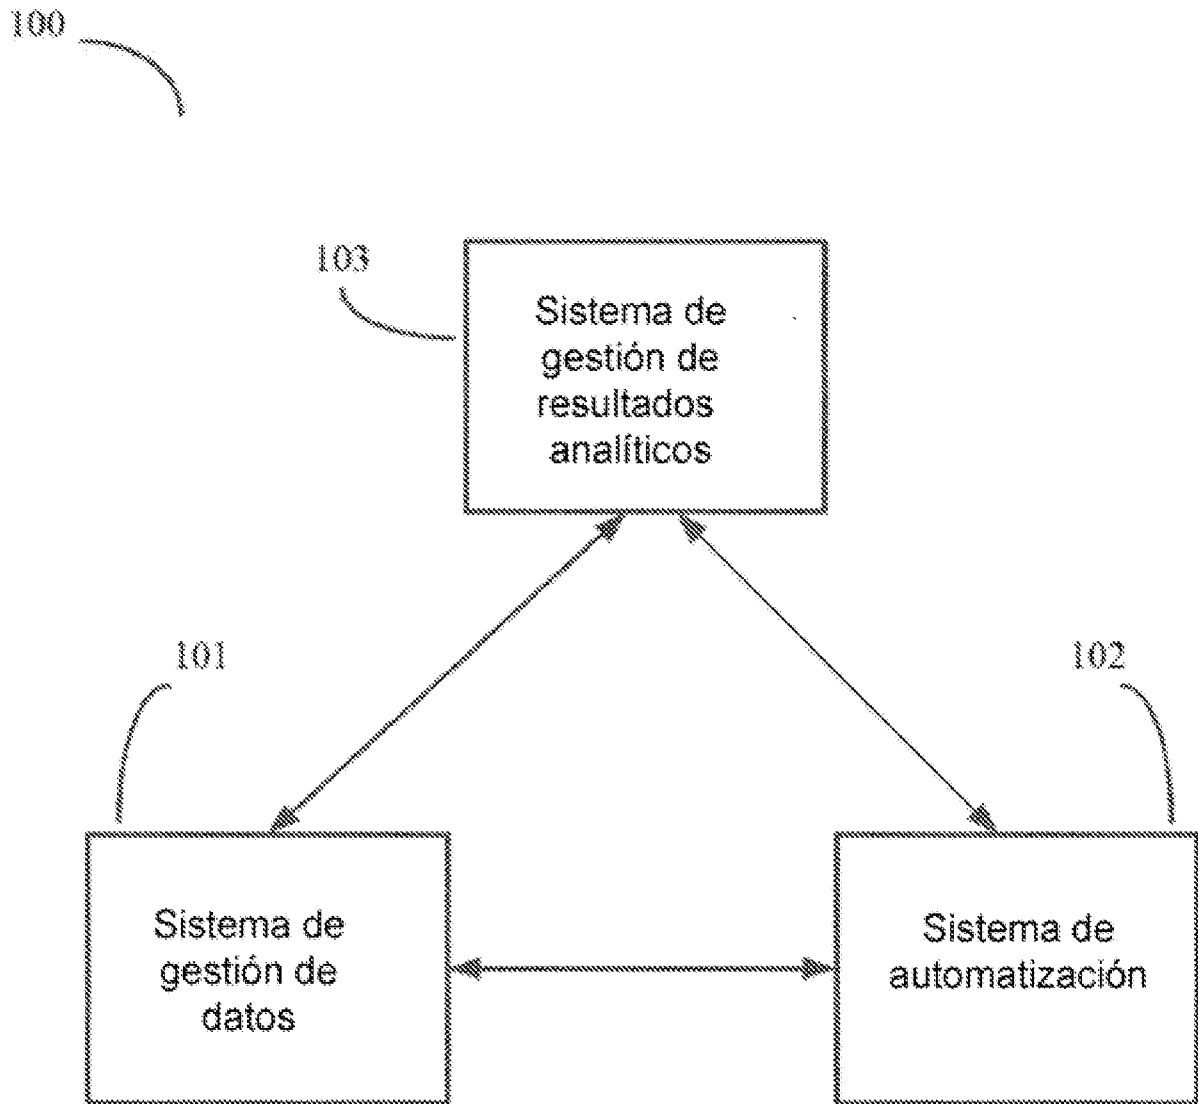 100
103
Sistema de
gestión de
resultados
analíticos
101
102
Sistema de
gestión de
datos
Sistema de
automatización